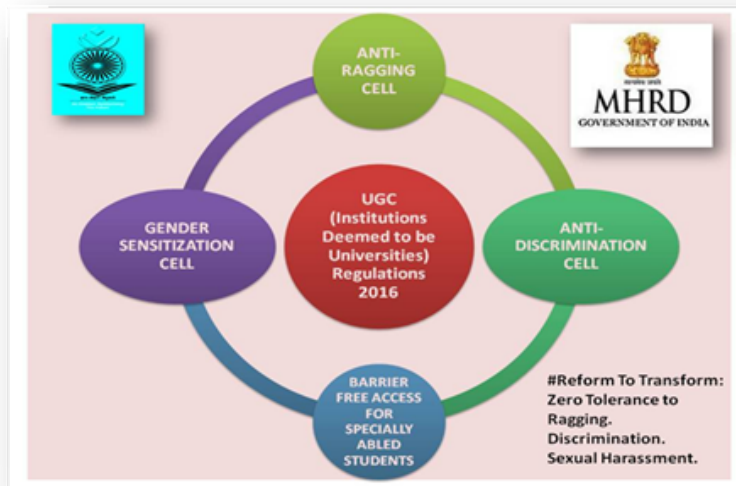 ANTI-
RAGGING
CELL
MHRD
GOVERNMENT OF INDIA
GENDER
SENSITIZATION
CELL
UGC
(Institutions
Deemed to be
Universities)
Regulations
2016
ANTI-
DISCRIMINATION
CELL
BARRIER
FREE ACCESS
FOR
SPECIALLY
ABLED
STUDENTS
#Reform To Transform:
Zero Tolerance to
Ragging.
Discrimination.
Sexual Harassment.